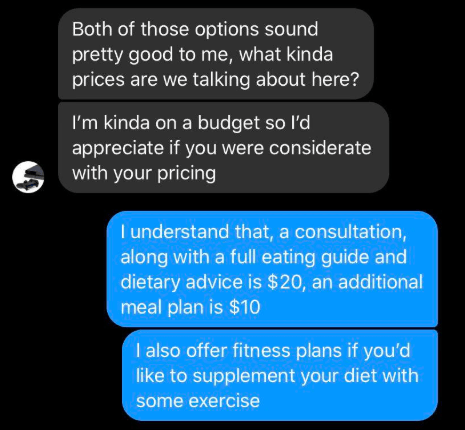 Both of those options sound
pretty good to me, what kinda
prices are we talking about here?
I'm kinda on a budget so I'd
appreciate if you were considerate
with your pricing
I understand that, a consultation,
along with a full eating guide and
dietary advice is $20, an additional
meal plan is $10
I also offer fitness plans if you'd
like to supplement your diet with
some exercise